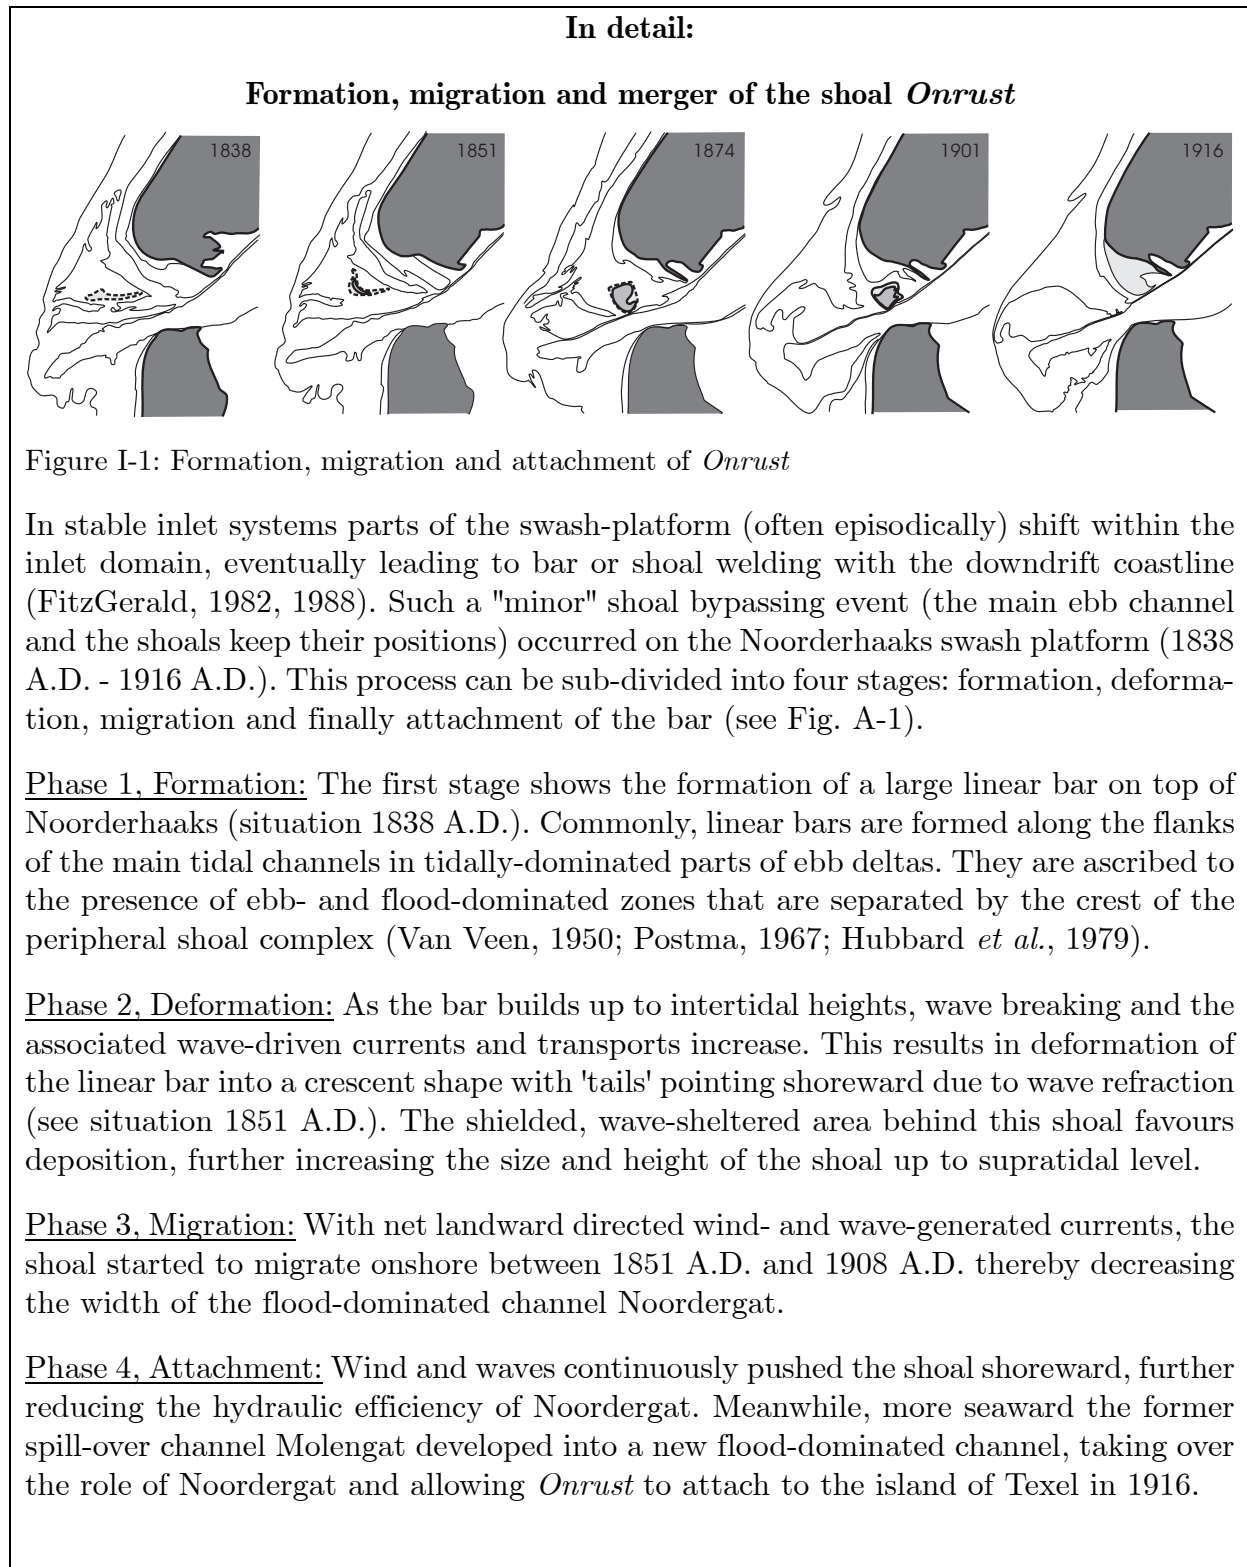 In detail:
Formation, migration and merger of the shoal Onrust
1838
1851
1874
1901
1916
Figure I-1: Formation, migration and attachment of Onrust
In stable inlet systems parts of the swash-platform (often episodically) shift within the
inlet domain, eventually leading to bar or shoal welding with the downdrift coastline
(FitzGerald, 1982, 1988). Such a "minor" shoal bypassing event (the main ebb channel
and the shoals keep their positions) occurred on the Noorderhaaks swash platform (1838
A.D. - 1916 A.D.). This process can be sub-divided into four stages: formation, deforma-
tion, migration and finally attachment of the bar (see Fig. A-1).
Phase 1, Formation: The first stage shows the formation of a large linear bar on top of
Noorderhaaks (situation 1838 A.D.). Commonly, linear bars are formed along the flanks
of the main tidal channels in tidally-dominated parts of ebb deltas. They are ascribed to
the presence of ebb- and flood-dominated zones that are separated by the crest of the
peripheral shoal complex (Van Veen, 1950; Postma, 1967; Hubbard et al., 1979).
Phase 2, Deformation: As the bar builds up to intertidal heights, wave breaking and the
associated wave-driven currents and transports increase. This results in deformation of
the linear bar into a crescent shape with 'tails' pointing shoreward due to wave refraction
(see situation 1851 A.D.). The shielded, wave-sheltered area behind this shoal favours
deposition, further increasing the size and height of the shoal up to supratidal level.
Phase 3, Migration: With net landward directed wind- and wave-generated currents, the
shoal started to migrate onshore between 1851 A.D. and 1908 A.D. thereby decreasing
the width of the flood-dominated channel Noordergat.
Phase 4, Attachment: Wind and waves continuously pushed the shoal shoreward, further
reducing the hydraulic efficiency of Noordergat. Meanwhile, more seaward the former
spill-over channel Molengat developed into a new flood-dominated channel, taking over
the role of Noordergat and allowing Onrust to attach to the island of Texel in 1916.